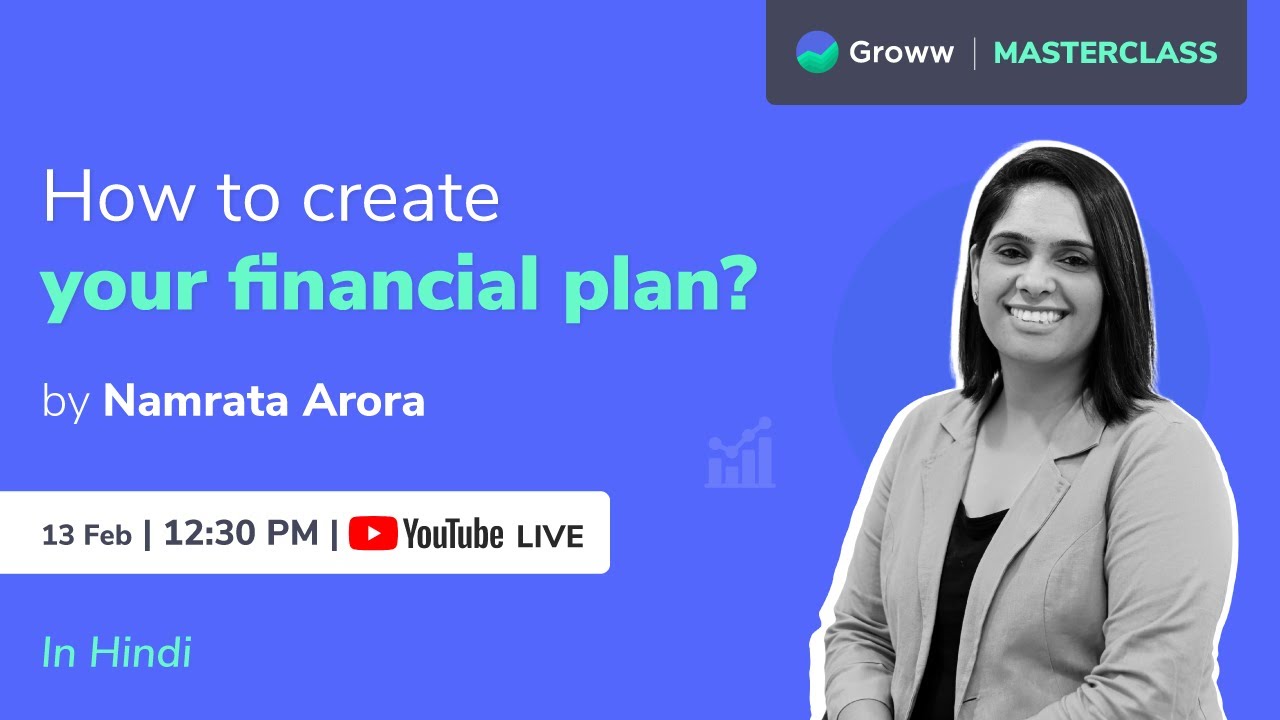 Groww | MASTERCLASS
How to create
your financial plan?
by Namrata Arora
13 Feb | 12:30 PM | YouTube LIVE
In Hindi